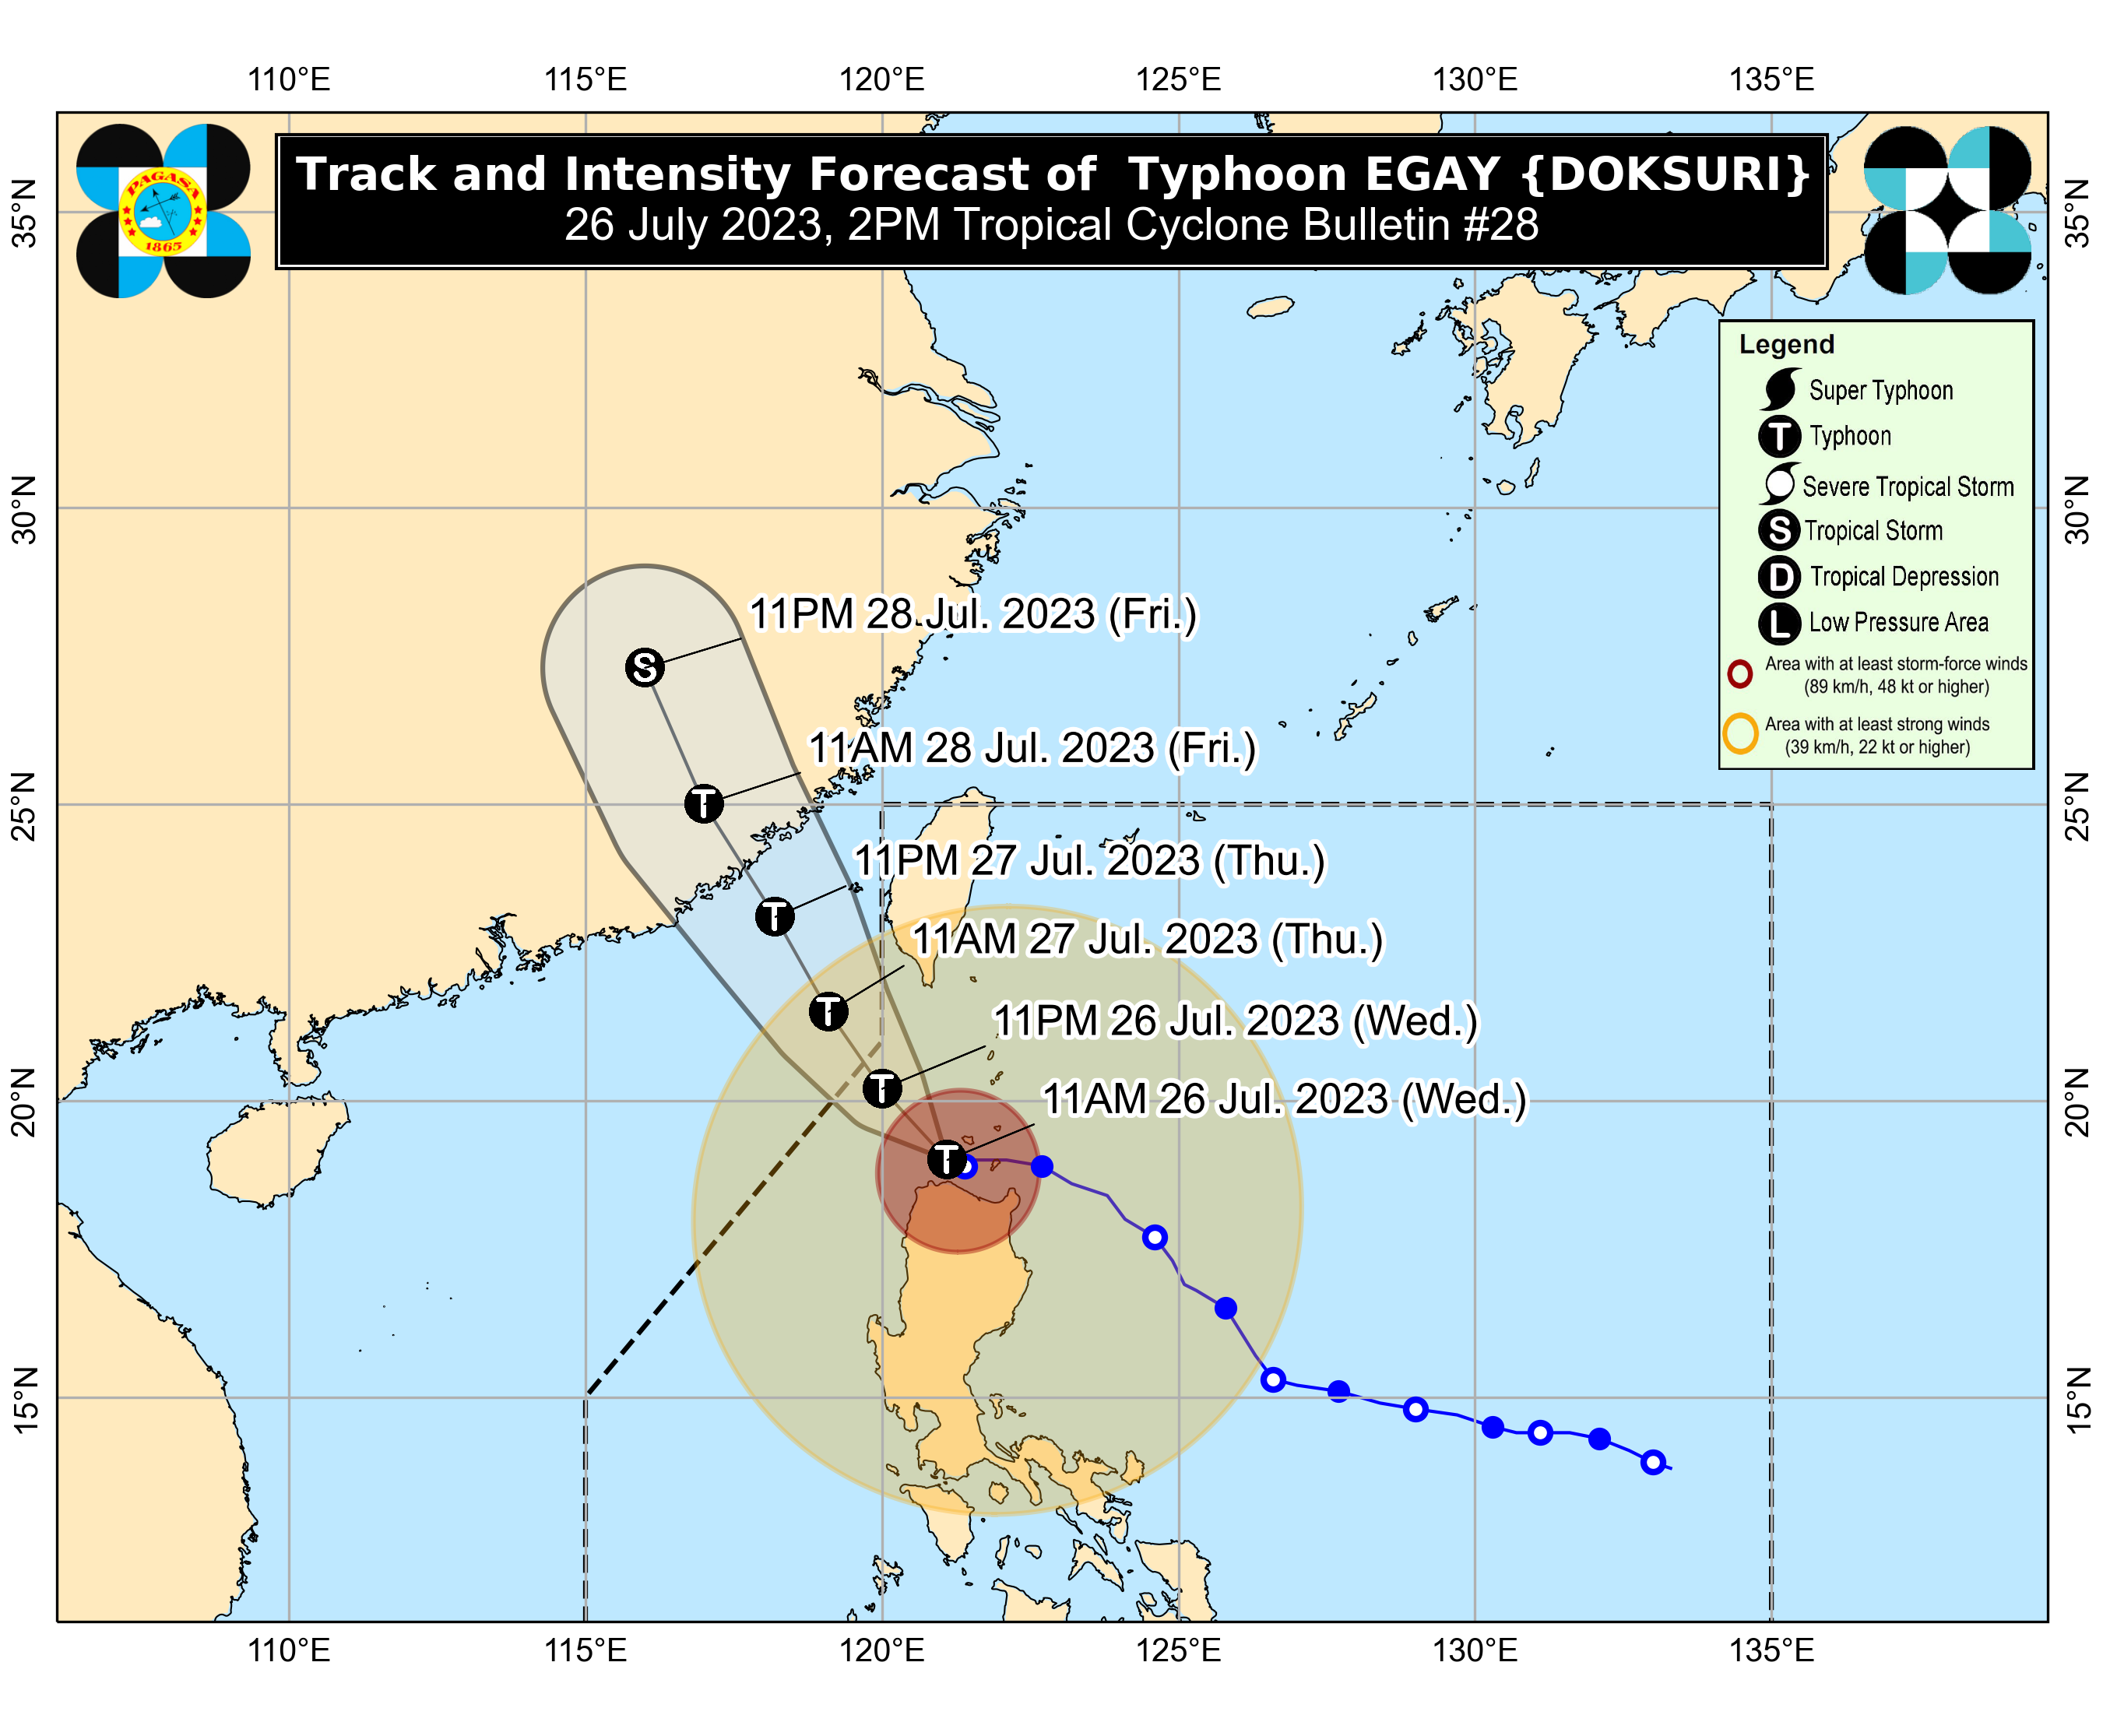 110°E 115°E 120°E 125°E 130°E 135°E
Track and Intensity Forecast of Typhoon EGAY {DOKSURI}
26 July 2023, 2PM Tropical Cyclone Bulletin #28
PAGASA
1865
35°N 35°N
Legend
Super Typhoon
T Typhoon
Severe Tropical Storm
S Tropical Storm
D Tropical Depression
L Low Pressure Area
Area with at least storm-force winds
(89 km/h, 48 kt or higher)
Area with at least strong winds
(39 km/h, 22 kt or higher)
30°N 30°N
11PM 28 Jul. 2023 (Fri.)
S
11AM 28 Jul. 2023 (Fri.)
25°N T 25°N
11PM 27 Jul. 2023 (Thu.)
T
11AM 27 Jul. 2023 (Thu.)
T
11PM 26 Jul. 2023 (Wed.)
T
20°N 20°N
11AM 26 Jul. 2023 (Wed.)
T
15°N 15°N
110°E 115°E 120°E 125°E 130°E 135°E